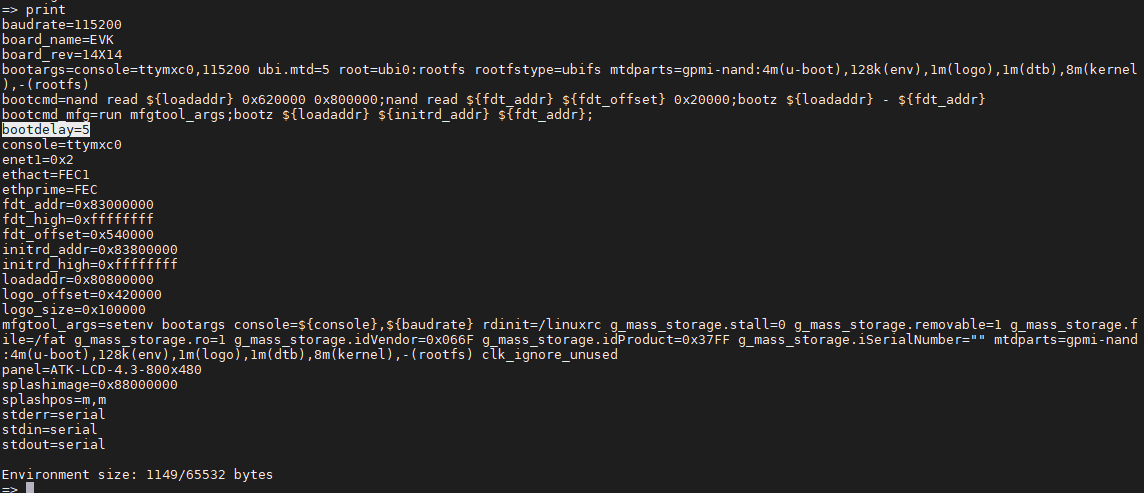 => print
baudrate=115200
board_name=EVK
board_rev=14X14
bootargs=console=ttymxc0,115200 ubi.mtd=5 root=ubi0:rootfs rootfstype=ubifs mtdparts=gpmi-nand:4m(u-boot),128k(env),1m(logo),1m(dtb),8m(kernel
),-(rootfs)
bootcmd=nand read ${loadaddr} 0x620000 0x800000;nand read ${fdt_addr} ${fdt_offset} 0x20000;bootz ${loadaddr} - ${fdt_addr}
bootcmd_mfg=run mfgtool_args;bootz ${loadaddr} ${initrd_addr} ${fdt_addr};
bootdelay=5
console=ttymxc0
enet1=0x2
ethact=FEC1
ethprime=FEC
fdt_addr=0x83000000
fdt_high=0xffffffff
fdt_offset=0x540000
initrd_addr=0x83800000
initrd_high=0xffffffff
loadaddr=0x80800000
logo_offset=0x420000
logo_size=0x100000
mfgtool_args=setenv bootargs console=${console},${baudrate} rdinit=/linuxrc g_mass_storage.stall=0 g_mass_storage.removable=1 g_mass_storage.f
ile=/fat g_mass_storage.ro=1 g_mass_storage.idVendor=0x066F g_mass_storage.idProduct=0x37FF g_mass_storage.iSerialNumber="" mtdparts=gpmi-nand
:4m(u-boot),128k(env),1m(logo),1m(dtb),8m(kernel),-(rootfs) clk_ignore_unused
panel=ATK-LCD-4.3-800x480
splashimage=0x88000000
splashpos=m,m
stderr=serial
stdin=serial
stdout=serial
Environment size: 1149/65532 bytes
=>